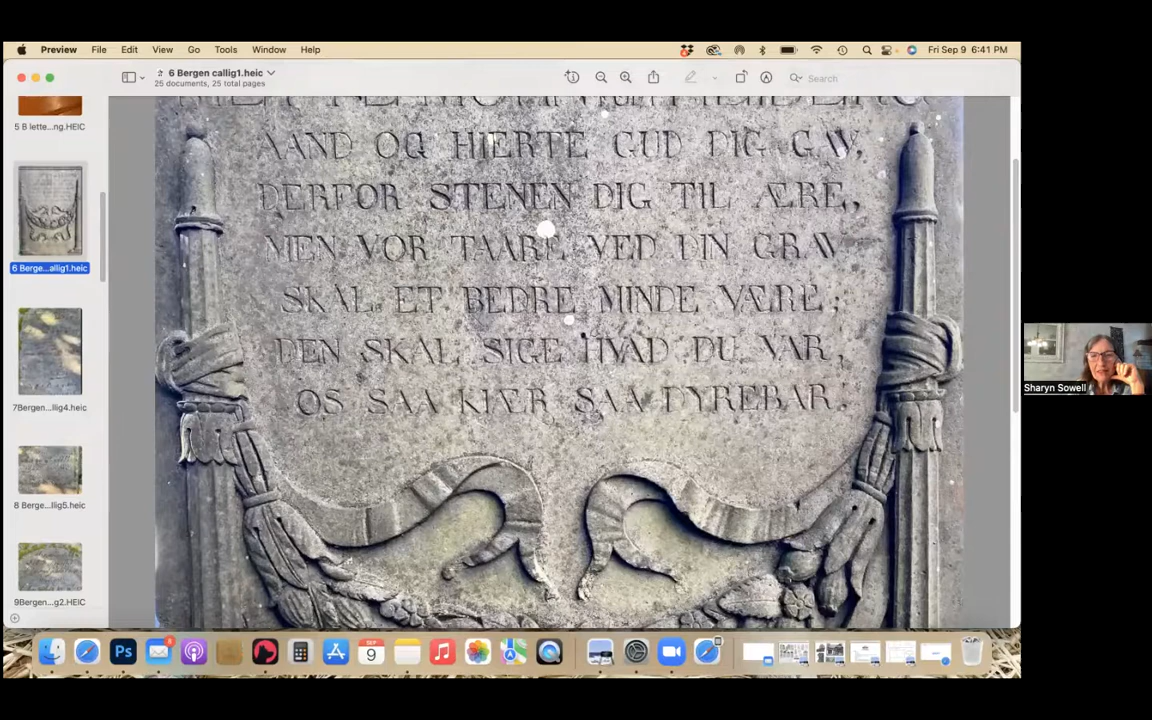 Preview File Edit View Go Tools Window Help
Fri Sep 9 6:41 PM
6 Bergen callig1.heic
25 documents, 25 total pages
Search
5 B lette...ng.HEIC
6 Berge...allig1.heic
7Bergen...llig4.heic
8 Berge...llig5.heic
9Bergen...g2.HEIC
AAND OG HIERTE GUD DIG GAV,
DERFOR STENEN DIG TIL ÆRE,
MEN VOR TAARE VED DIN GRAV
SKAL ET BEDRE MINDE VÆRE;
DEN SKAL SIGE HVAD DU VAR,
OS SAA KIÆR SAA DYREBAR.
Sharyn Sowell
Ps
8
SEP
9